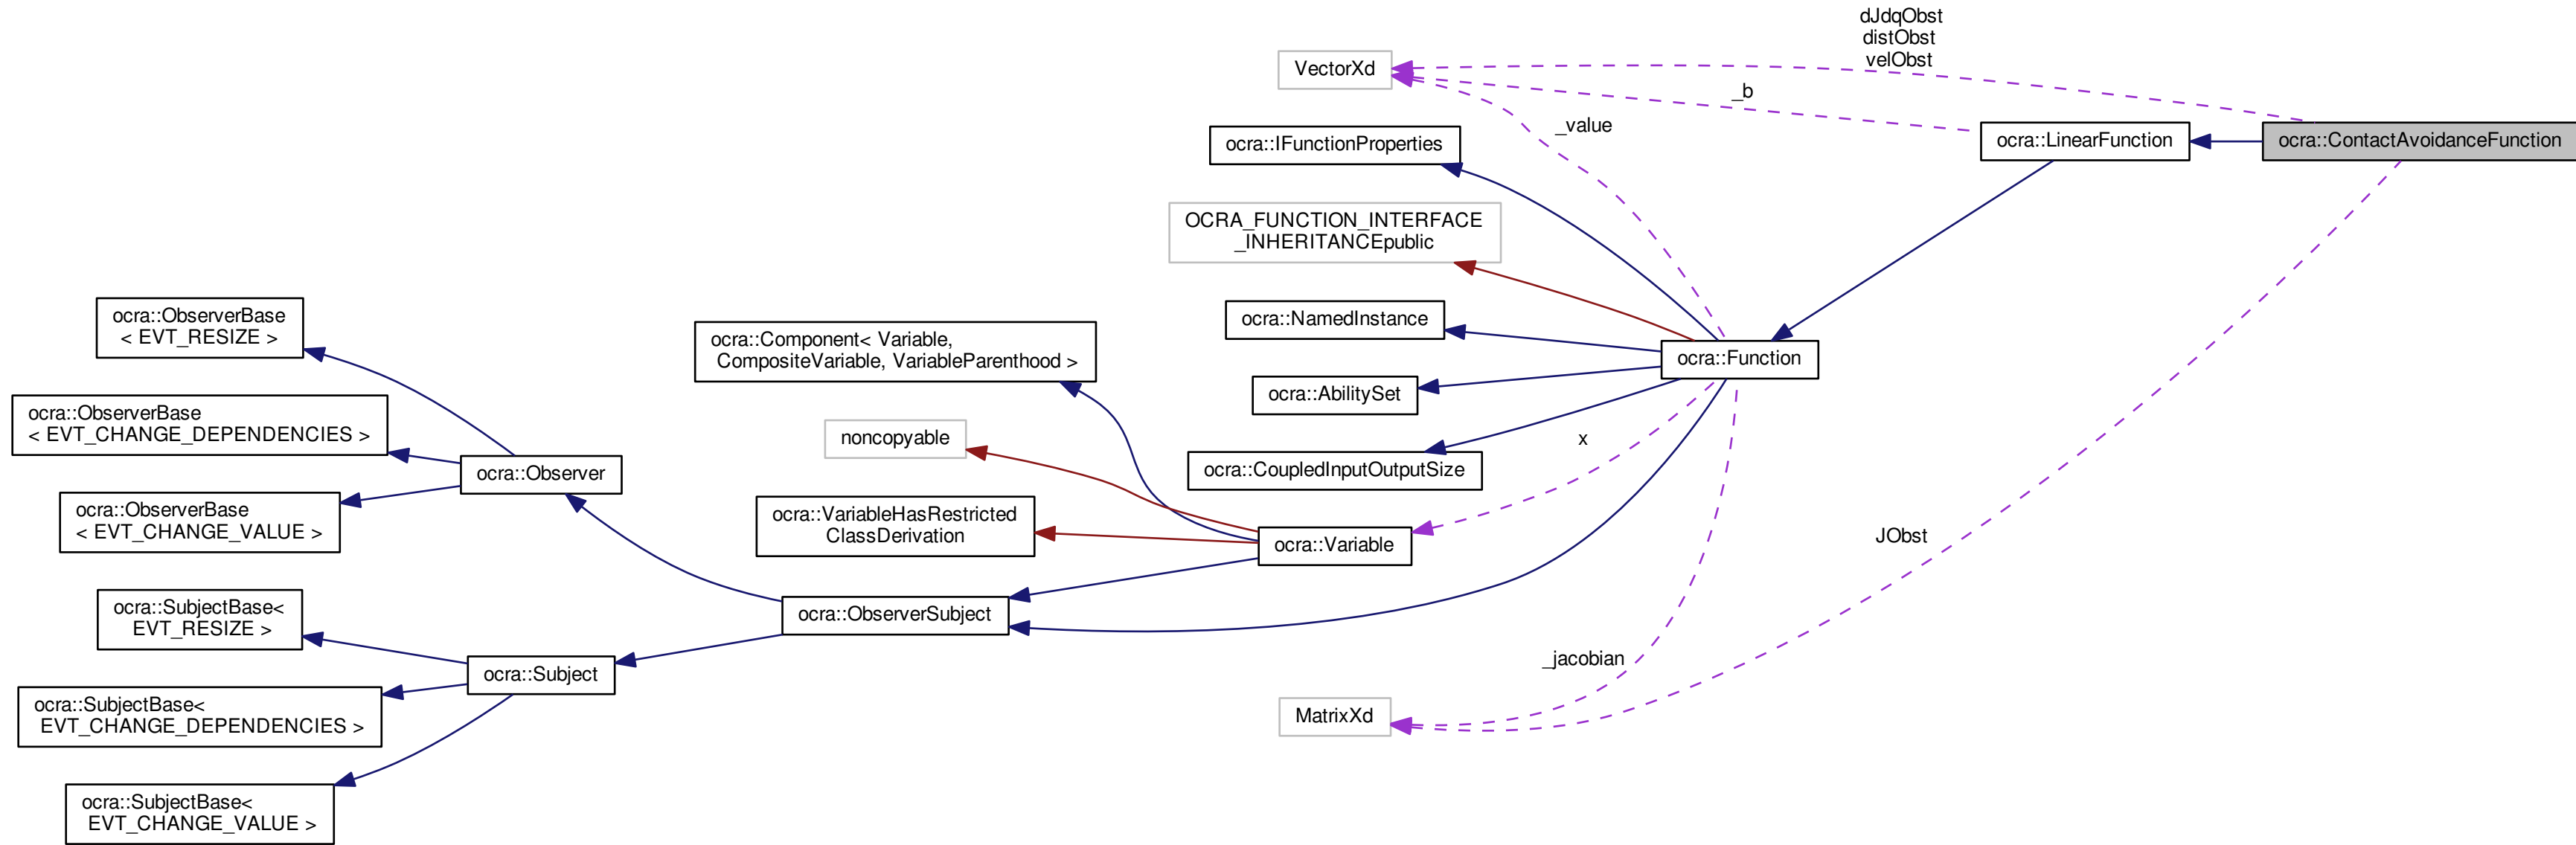 dJdqObst
distObst
velObst
VectorXd
_b
_value
ocra::IFunctionProperties
ocra::LinearFunction
ocra::ContactAvoidanceFunction
OCRA_FUNCTION_INTERFACE
_INHERITANCEpublic
ocra::ObserverBase
< EVT_RESIZE >
ocra::Component< Variable,
CompositeVariable, VariableParenthood >
ocra::NamedInstance
ocra::Function
ocra::AbilitySet
ocra::ObserverBase
< EVT_CHANGE_DEPENDENCIES >
noncopyable
x
ocra::Observer
ocra::CoupledInputOutputSize
ocra::ObserverBase
< EVT_CHANGE_VALUE >
ocra::VariableHasRestricted
ClassDerivation
ocra::Variable
JObst
ocra::SubjectBase<
EVT_RESIZE >
ocra::ObserverSubject
_jacobian
ocra::Subject
ocra::SubjectBase<
EVT_CHANGE_DEPENDENCIES >
MatrixXd
ocra::SubjectBase<
EVT_CHANGE_VALUE >